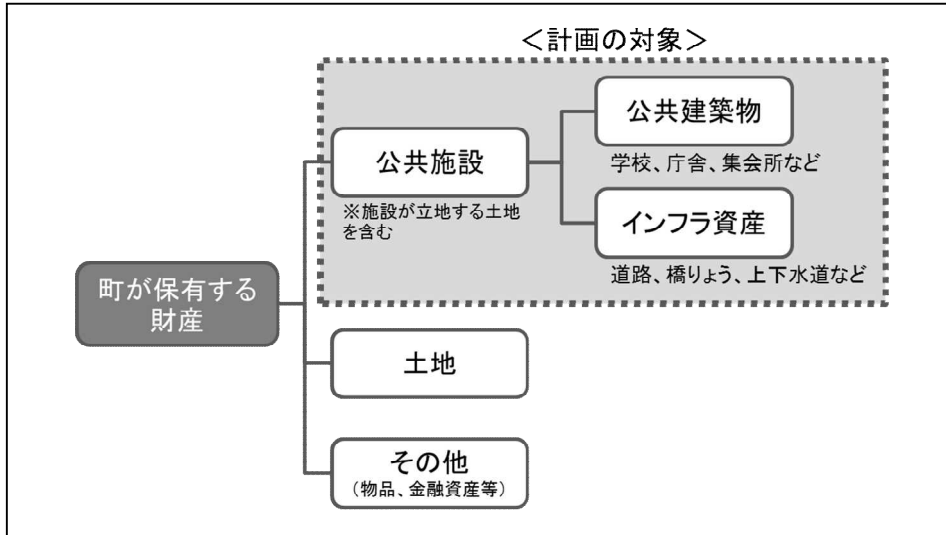 ＜計画の対象＞
公共建築物
学校、庁舎、集会所など
公共施設
※施設が立地する土地
を含む
インフラ資産
道路、橋りょう、上下水道など
町が保有する
財産
土地
その他
（物品、金融資産等）